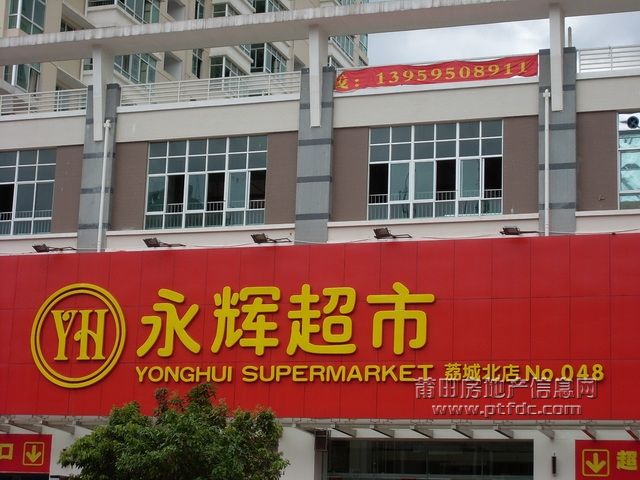 : 13959508911
YH
永辉超市
YONGHUI SUPERMARKET 荔城北店 No.048
莆田房地产信息网
www.ptfdc.com
口
超